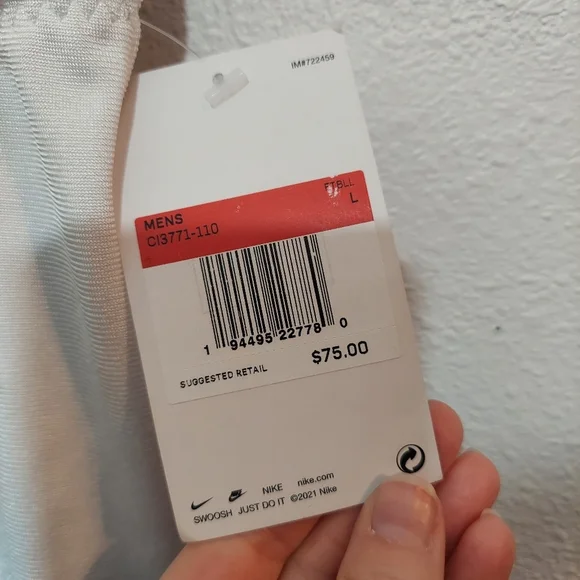 IM#722459
MENS FTBLL
CI3771-110 L
1 94495 22778 0
SUGGESTED RETAIL $75.00
NIKE nike.com
SWOOSH JUST DO IT ©2021 Nike